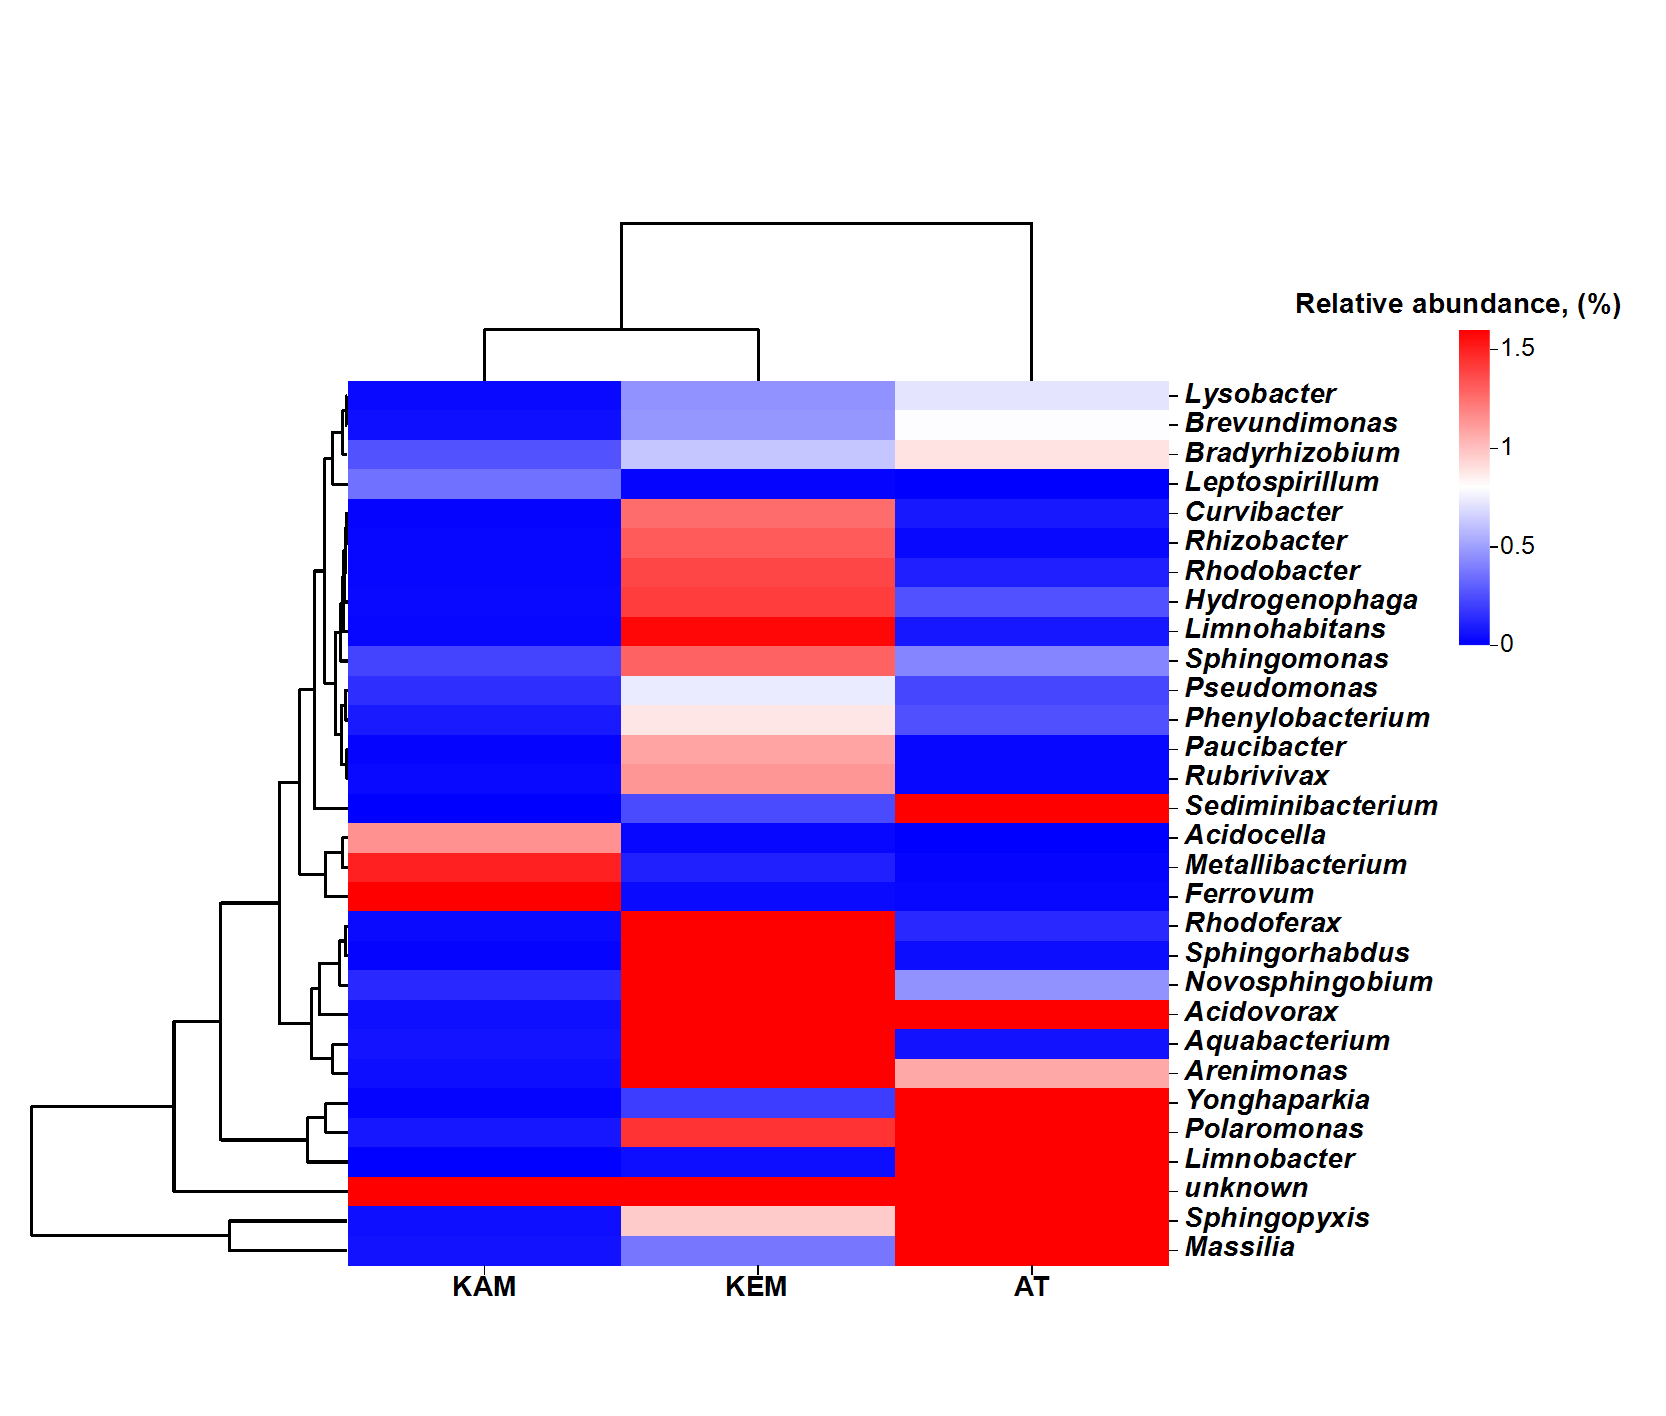 Relative abundance, (%)
1.5
1
0.5
0
Lysobacter
Brevundimonas
Bradyrhizobium
Leptospirillum
Curvibacter
Rhizobacter
Rhodobacter
Hydrogenophaga
Limnohabitans
Sphingomonas
Pseudomonas
Phenylobacterium
Paucibacter
Rubrivivax
Sediminibacterium
Acidocella
Metallibacterium
Ferrovum
Rhodoferax
Sphingorhabdus
Novosphingobium
Acidovorax
Aquabacterium
Arenimonas
Yonghaparkia
Polaromonas
Limnobacter
unknown
Sphingopyxis
Massilia
KAM KEM AT